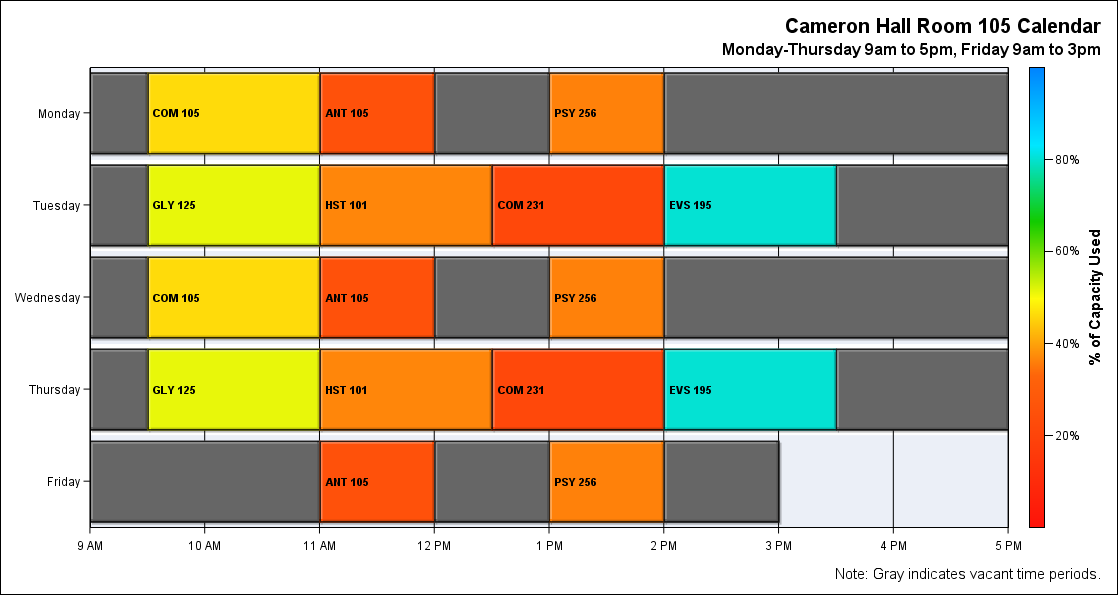 Cameron Hall Room 105 Calendar
Monday-Thursday 9am to 5pm, Friday 9am to 3pm
Monday
COM 105
ANT 105
PSY 256
Tuesday
GLY 125
HST 101
COM 231
EVS 195
Wednesday
COM 105
ANT 105
PSY 256
Thursday
GLY 125
HST 101
COM 231
EVS 195
Friday
ANT 105
PSY 256
9 AM
10 AM
11 AM
12 PM
1 PM
2 PM
3 PM
4 PM
5 PM
80%
60%
40%
20%
% of Capacity Used
Note: Gray indicates vacant time periods.